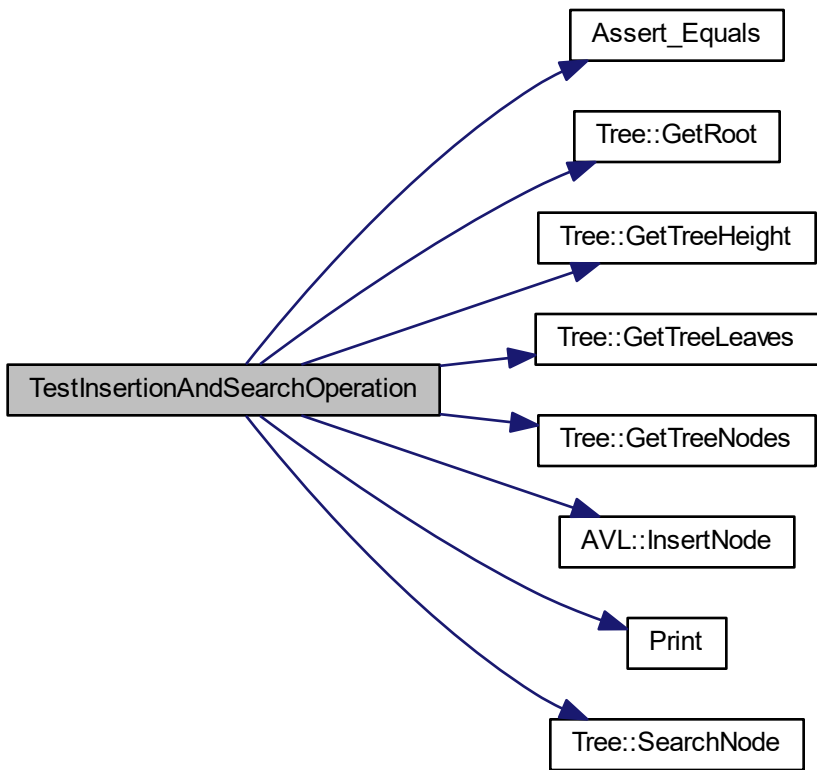 Assert_Equals
Tree::GetRoot
Tree::GetTreeHeight
Tree::GetTreeLeaves
TestInsertionAndSearchOperation
Tree::GetTreeNodes
AVL::InsertNode
Print
Tree::SearchNode